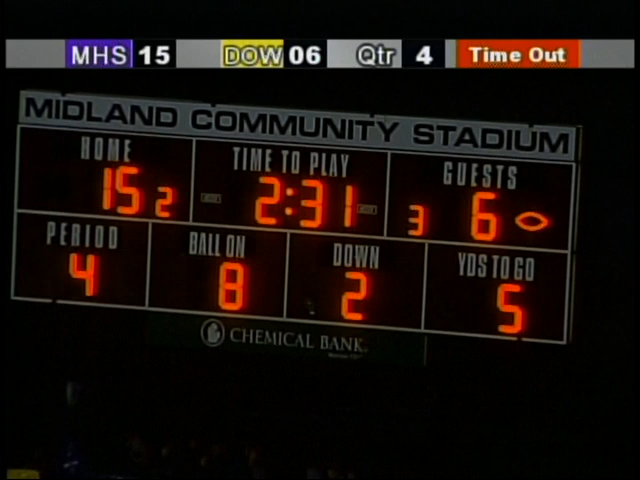 MHS 15 DOW 06 Qtr 4 Time Out
MIDLAND COMMUNITY STADIUM
HOME TIME TO PLAY GUESTS
15 2 2:31 3 6
PERIOD BALL ON DOWN YDS TO GO
4 8 2 5
CHEMICAL BANK.